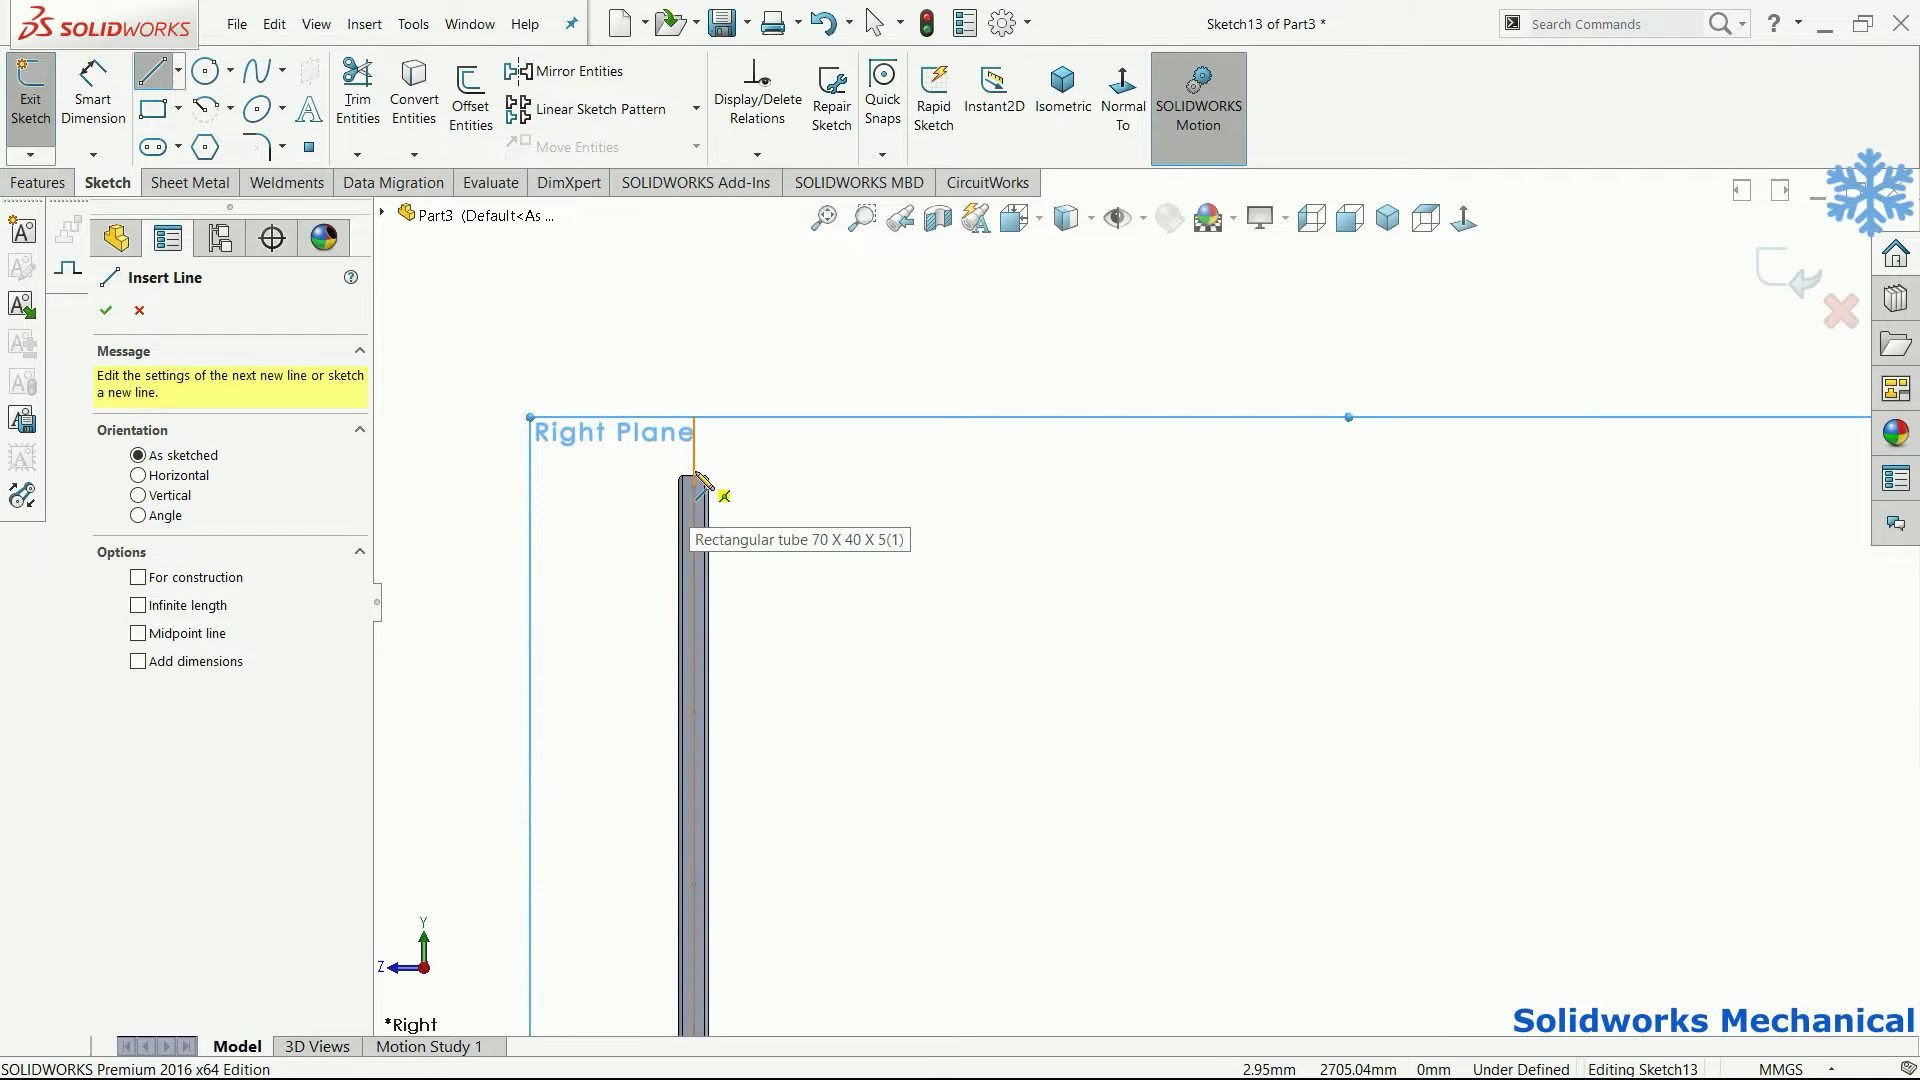 SOLIDWORKS
File Edit View Insert Tools Window Help
Sketch13 of Part3 *
Search Commands
Exit Sketch
Smart Dimension
Trim Entities
Convert Entities
Offset Entities
Mirror Entities
Linear Sketch Pattern
Move Entities
Display/Delete Relations
Repair Sketch
Quick Snaps
Rapid Sketch
Instant2D
Isometric
Normal To
SOLIDWORKS Motion
Features Sketch Sheet Metal Weldments Data Migration Evaluate DimXpert SOLIDWORKS Add-Ins SOLIDWORKS MBD CircuitWorks
Part3 (Default<As ...
Insert Line
Message
Edit the settings of the next new line or sketch
a new line.
Orientation
As sketched
Horizontal
Vertical
Angle
Options
For construction
Infinite length
Midpoint line
Add dimensions
Right Plane
Rectangular tube 70 X 40 X 5(1)
Y
Z
*Right
Solidworks Mechanical
Model 3D Views Motion Study 1
SOLIDWORKS Premium 2016 x64 Edition
2.95mm 2705.04mm 0mm Under Defined Editing Sketch13 MMGS